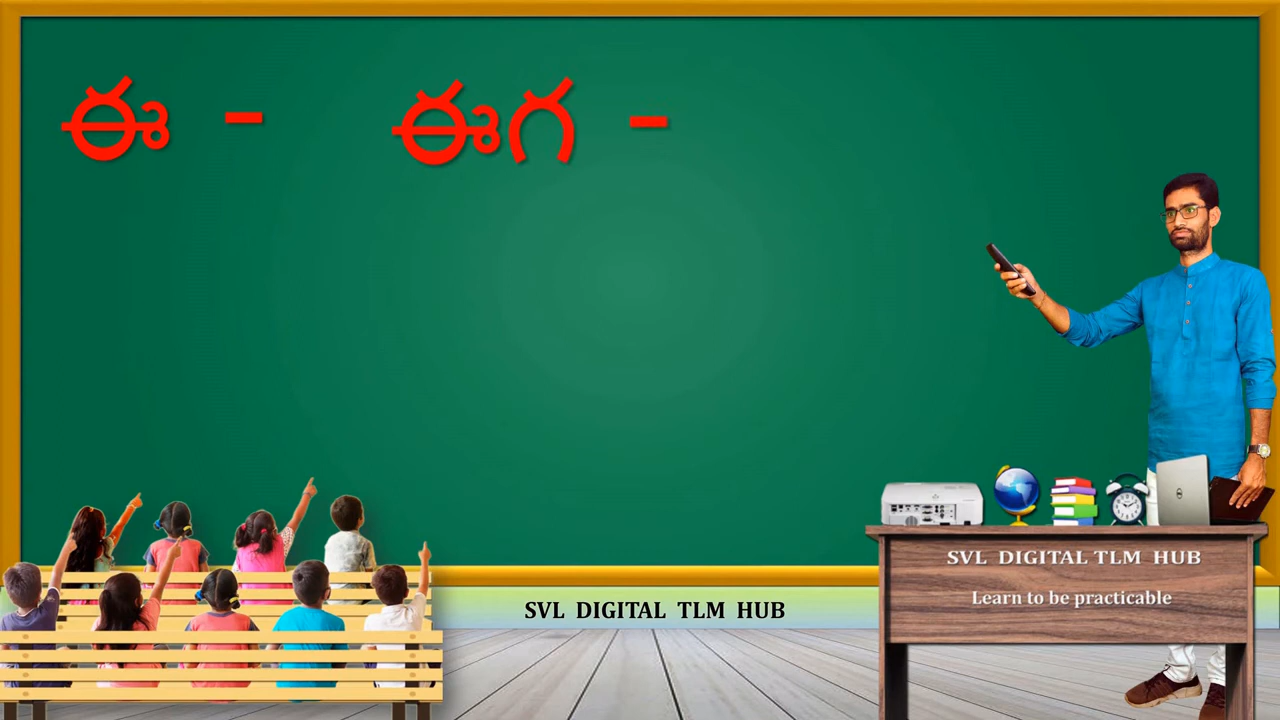 ఈ - ఈగ -
SVL DIGITAL TLM HUB
Learn to be practicable
SVL DIGITAL TLM HUB